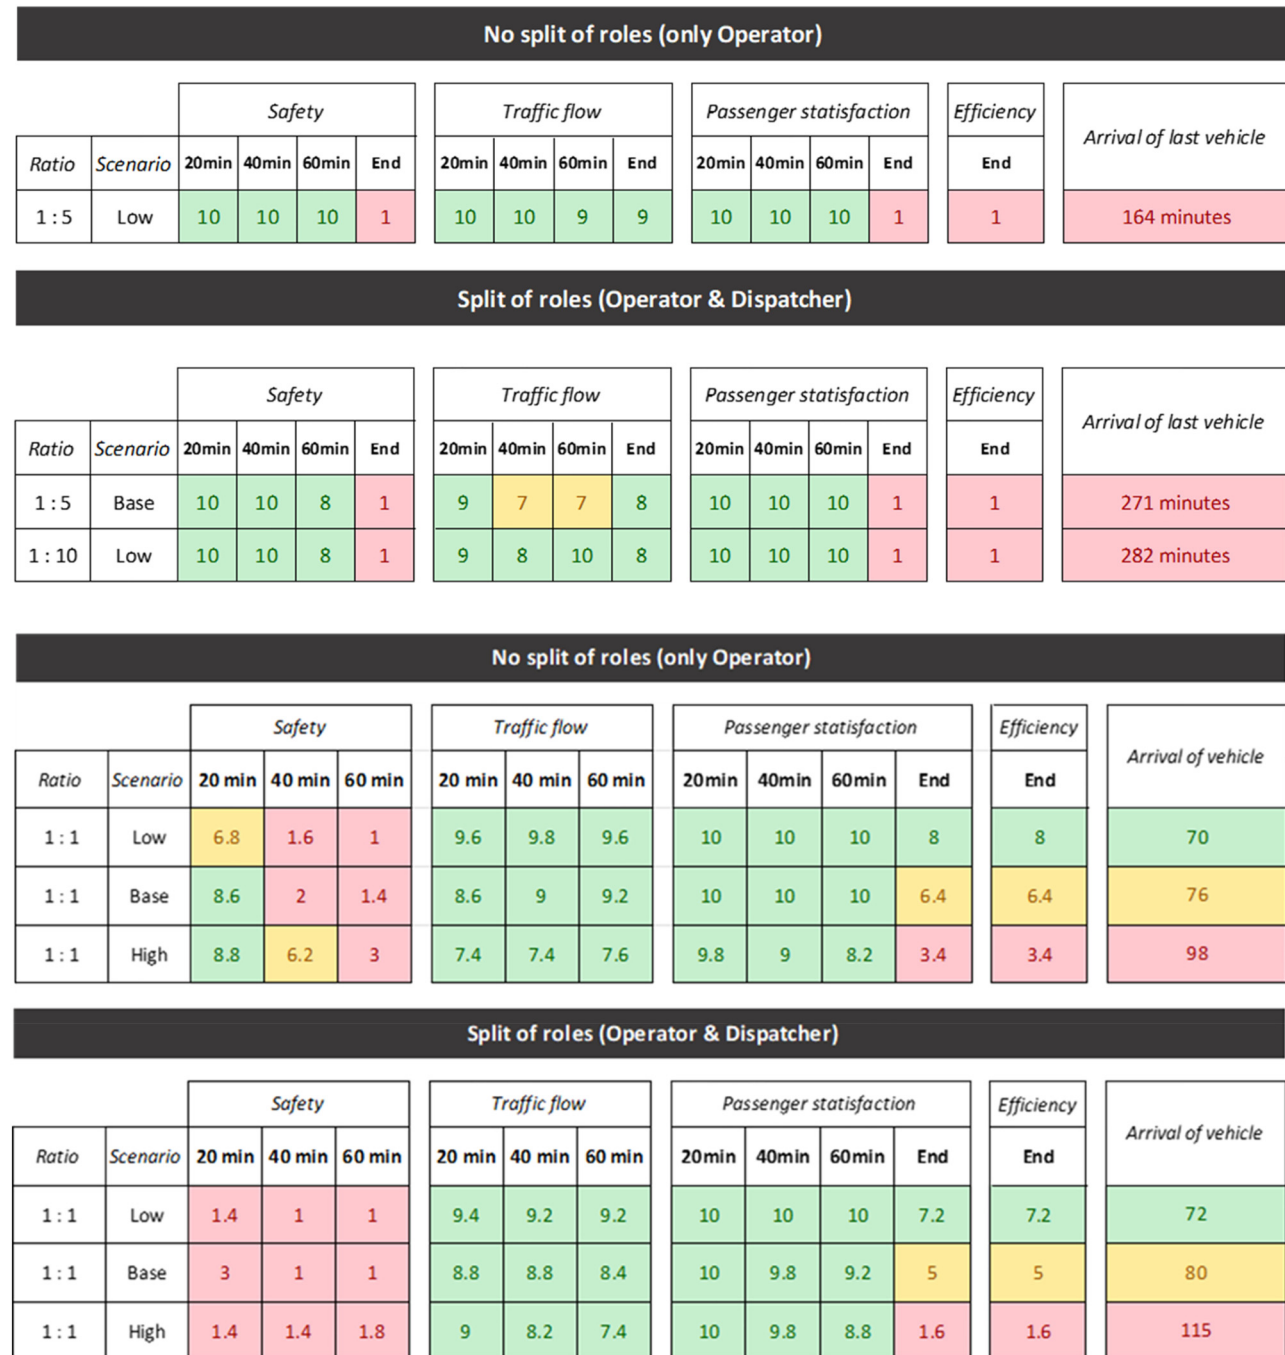 No split of roles (only Operator)
Safety Traffic flow Passenger statisfaction Efficiency Arrival of last vehicle
Ratio Scenario 20min 40min 60min End 20min 40min 60min End 20min 40min 60min End End
1 : 5 Low 10 10 10 1 10 10 9 9 10 10 10 1 1 164 minutes
Split of roles (Operator & Dispatcher)
Safety Traffic flow Passenger statisfaction Efficiency Arrival of last vehicle
Ratio Scenario 20min 40min 60min End 20min 40min 60min End 20min 40min 60min End End
1 : 5 Base 10 10 8 1 9 7 7 8 10 10 10 1 1 271 minutes
1 : 10 Low 10 10 8 1 9 8 10 8 10 10 10 1 1 282 minutes
No split of roles (only Operator)
Safety Traffic flow Passenger statisfaction Efficiency Arrival of vehicle
Ratio Scenario 20 min 40 min 60 min 20 min 40 min 60 min 20min 40min 60min End End
1 : 1 Low 6.8 1.6 1 9.6 9.8 9.6 10 10 10 8 8 70
1 : 1 Base 8.6 2 1.4 8.6 9 9.2 10 10 10 6.4 6.4 76
1 : 1 High 8.8 6.2 3 7.4 7.4 7.6 9.8 9 8.2 3.4 3.4 98
Split of roles (Operator & Dispatcher)
Safety Traffic flow Passenger statisfaction Efficiency Arrival of vehicle
Ratio Scenario 20 min 40 min 60 min 20 min 40 min 60 min 20min 40min 60min End End
1 : 1 Low 1.4 1 1 9.4 9.2 9.2 10 10 10 7.2 7.2 72
1 : 1 Base 3 1 1 8.8 8.8 8.4 10 9.8 9.2 5 5 80
1 : 1 High 1.4 1.4 1.8 9 8.2 7.4 10 9.8 8.8 1.6 1.6 115